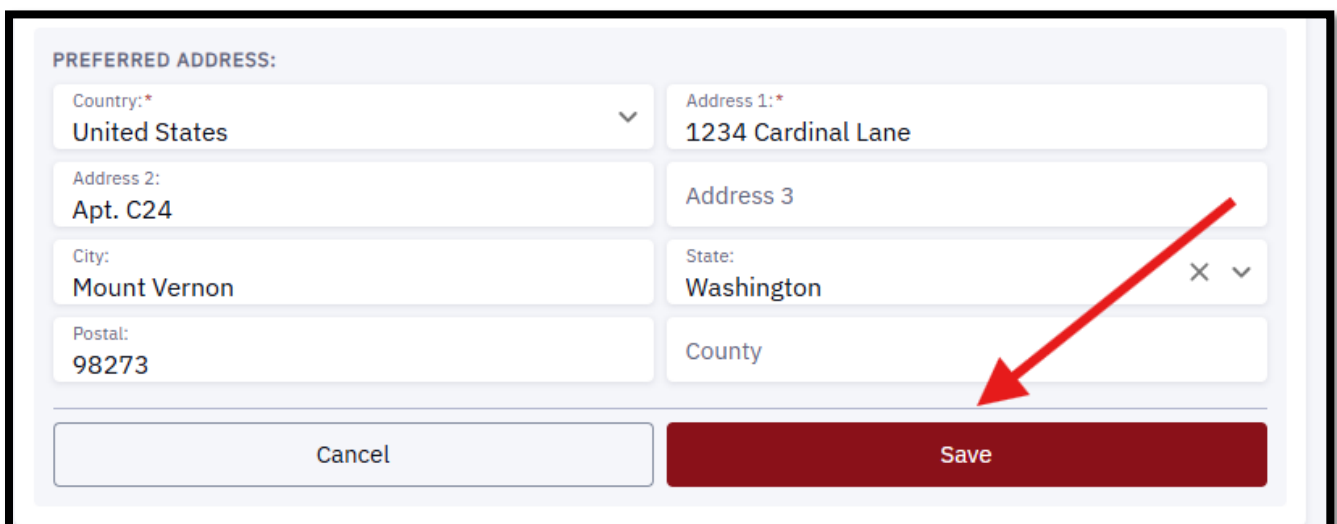 PREFERRED ADDRESS:
Country:*
United States
Address 1:*
1234 Cardinal Lane
Address 2:
Apt. C24
Address 3
City:
Mount Vernon
State:
Washington
Postal:
98273
County
Cancel
Save